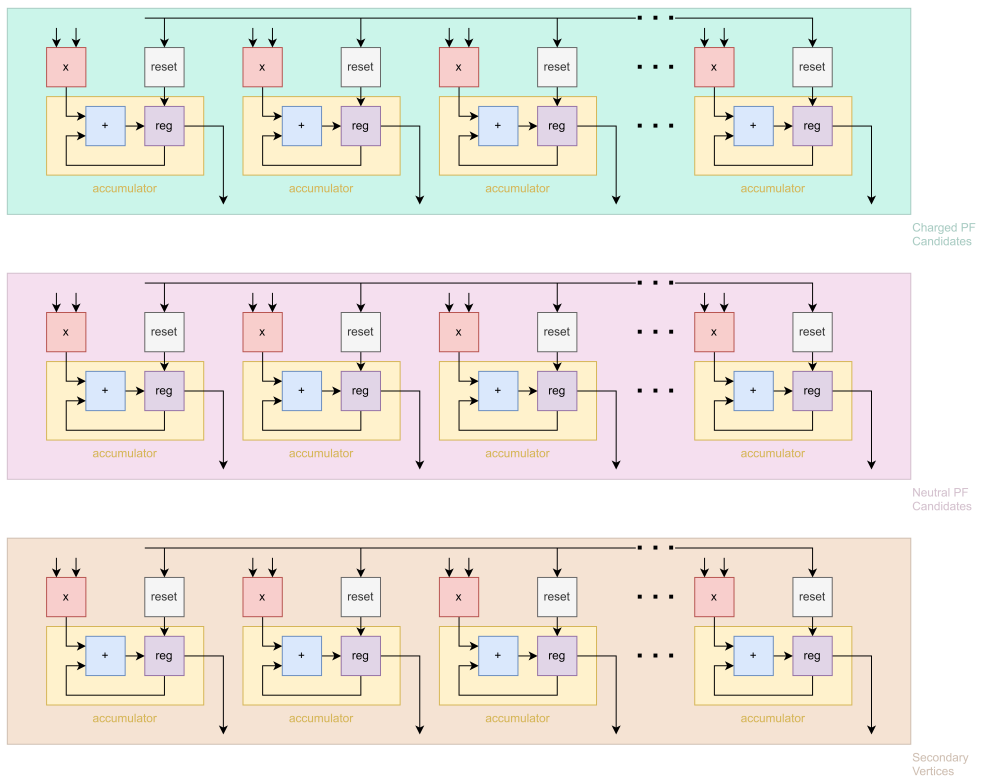 x reset x reset x reset x reset
+ reg + reg + reg + reg
accumulator accumulator accumulator accumulator
Charged PF
Candidates
x reset x reset x reset x reset
+ reg + reg + reg + reg
accumulator accumulator accumulator accumulator
Neutral PF
Candidates
x reset x reset x reset x reset
+ reg + reg + reg + reg
accumulator accumulator accumulator accumulator
Secondary
Vertices